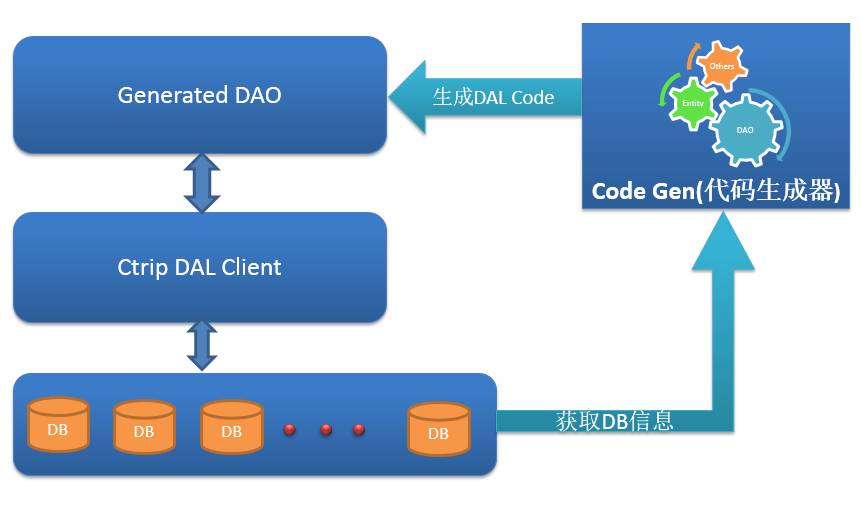 Generated DAO
生成DAL Code
Others
Entity
DAO
Code Gen(代码生成器)
Ctrip DAL Client
DB
DB
DB
DB
获取DB信息